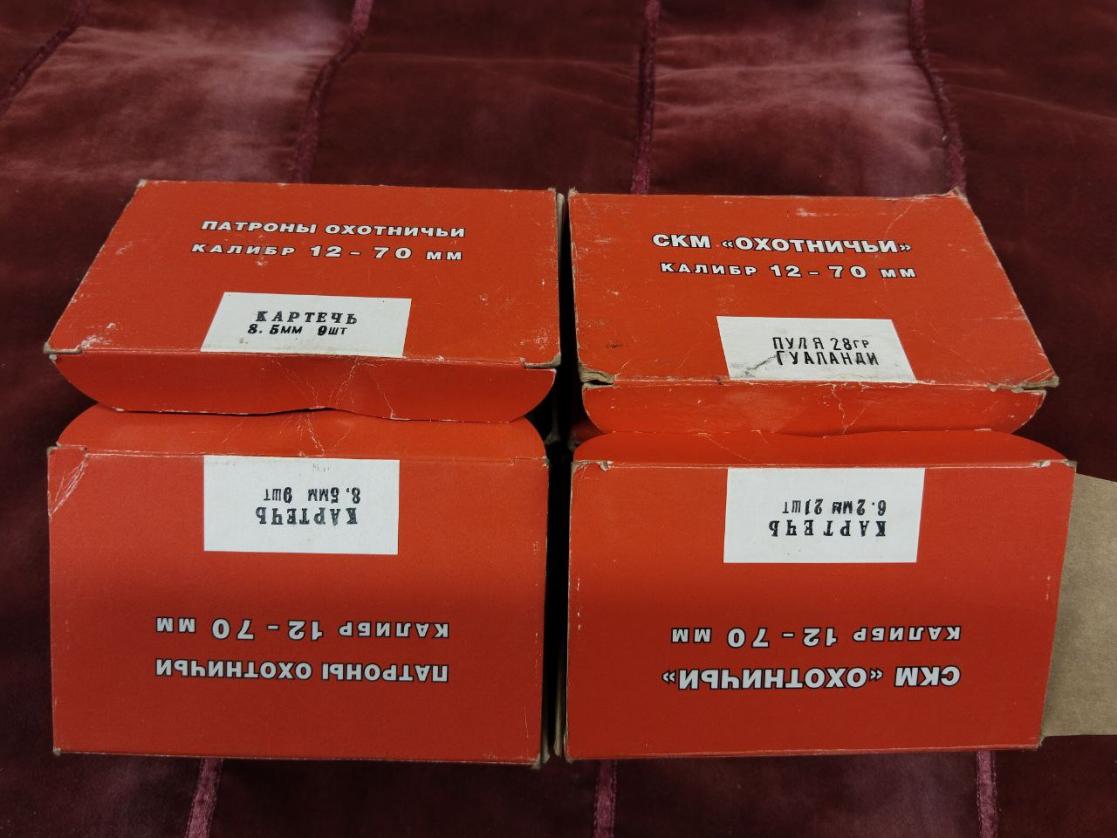 ПАТРОНЫ ОХОТНИЧЬИ
КАЛИБР 12 - 70 мм
КАРТЕЧЬ
8.5мм 9шт
СКМ «ОХОТНИЧЬИ»
КАЛИБР 12 - 70 мм
ПУЛЯ 28гр
ГУАЛАНДИ
ПАТРОНЫ ОХОТНИЧЬИ
КАЛИБР 12 - 70 мм
КАРТЕЧЬ
8.5мм 9шт
СКМ «ОХОТНИЧЬИ»
КАЛИБР 12 - 70 мм
КАРТЕЧЬ
6.2мм 21шт